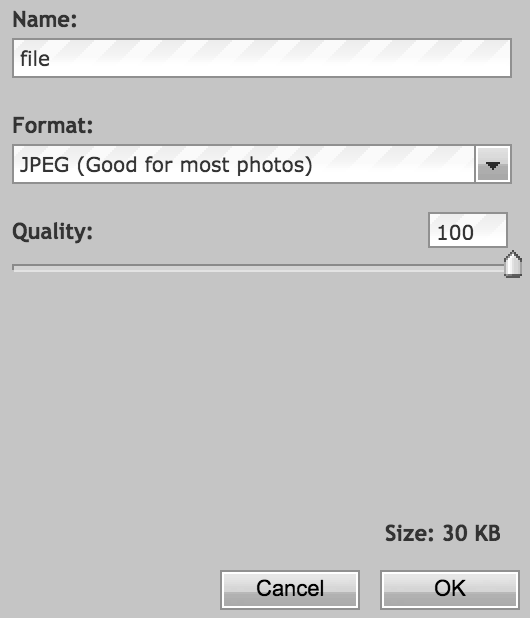 Name:
file
Format:
JPEG (Good for most photos)
Quality:
100
Size: 30 KB
Cancel
OK